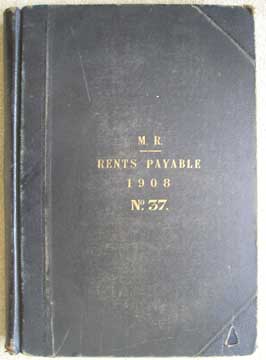 M. R.
RENTS PAYABLE
1908
No. 37.